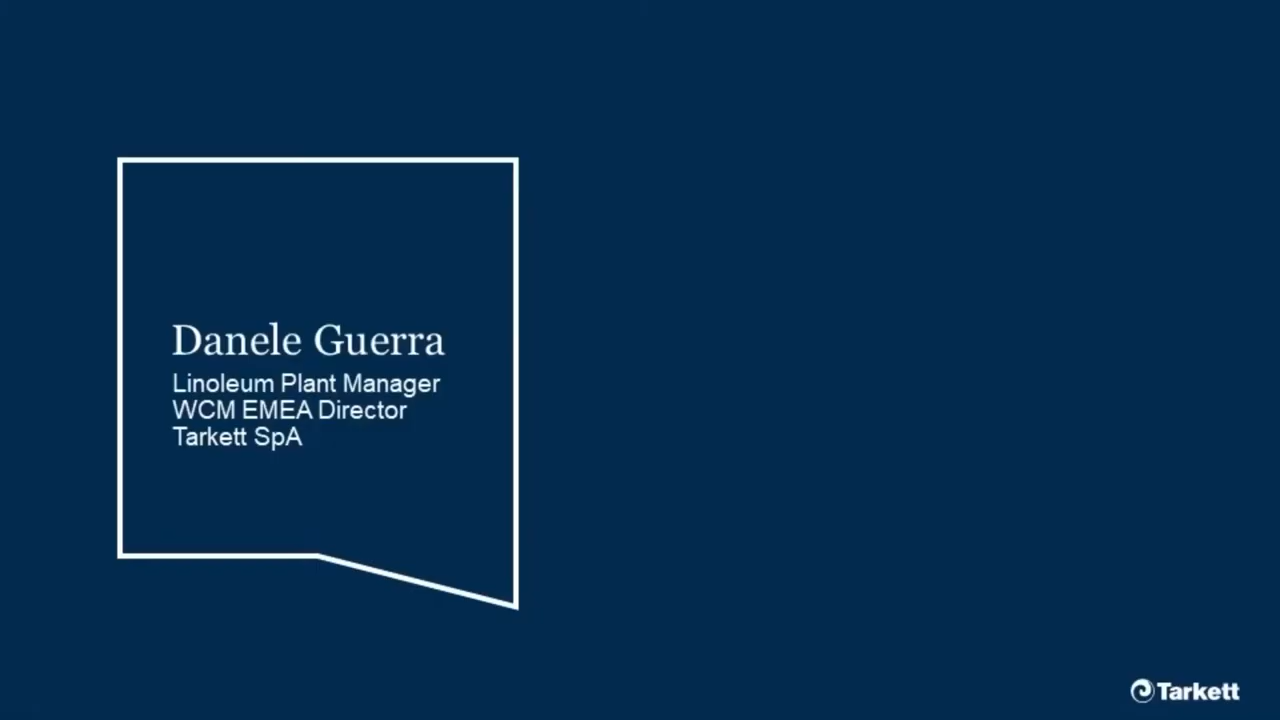 Danele Guerra
Linoleum Plant Manager
WCM EMEA Director
Tarkett SpA
Tarkett